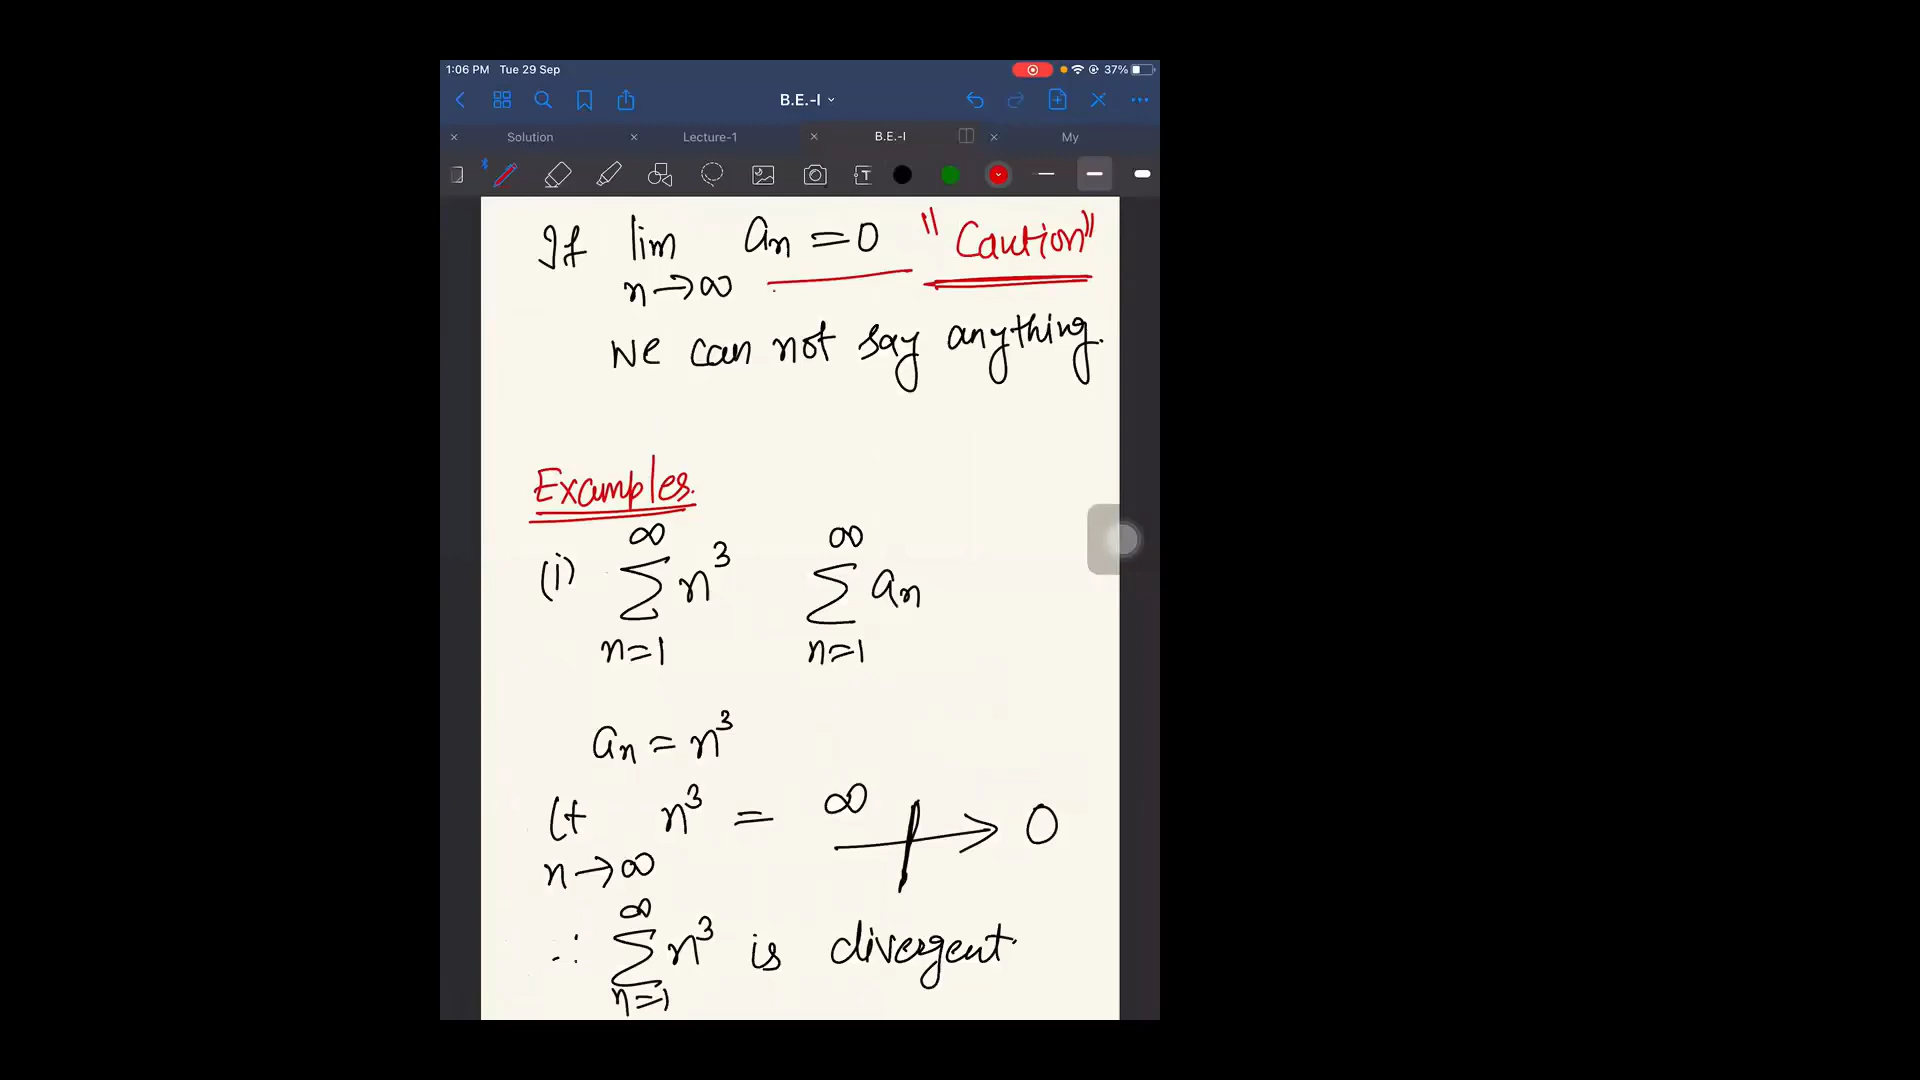 1:06 PM Tue 29 Sep 37%
B.E.-I
Solution Lecture-1 B.E.-I My
T
If lim aₙ = 0 "Caution"
n→∞
we can not say anything.
Examples.
(i) ∞ ∞
∑ n³ ∑ aₙ
n=1 n=1
aₙ = n³
Lt n³ = ∞ ↛ 0
n→∞
∞
∴ ∑ n³ is divergent.
n=1